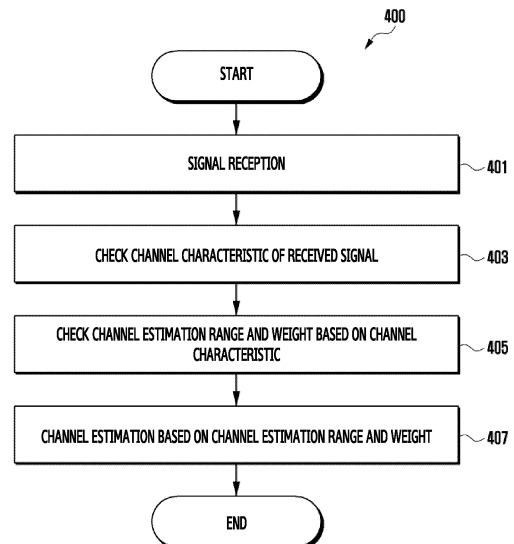 400
START
SIGNAL RECEPTION
401
CHECK CHANNEL CHARACTERISTIC OF RECEIVED SIGNAL
403
CHECK CHANNEL ESTIMATION RANGE AND WEIGHT BASED ON CHANNEL
CHARACTERISTIC
405
CHANNEL ESTIMATION BASED ON CHANNEL ESTIMATION RANGE AND WEIGHT
407
END